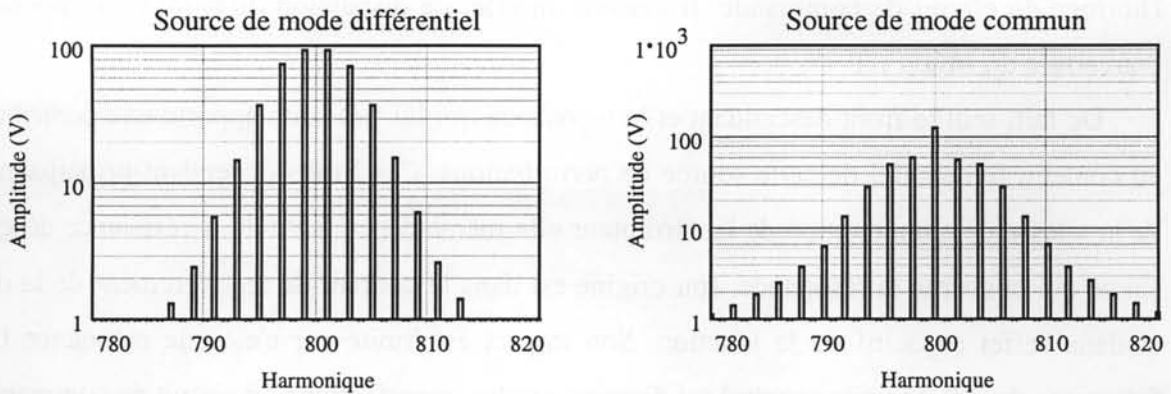 Source de mode différentiel
100
10
1
780 790 800 810 820
Amplitude (V)
Harmonique
Source de mode commun
1•10³
100
10
1
780 790 800 810 820
Amplitude (V)
Harmonique